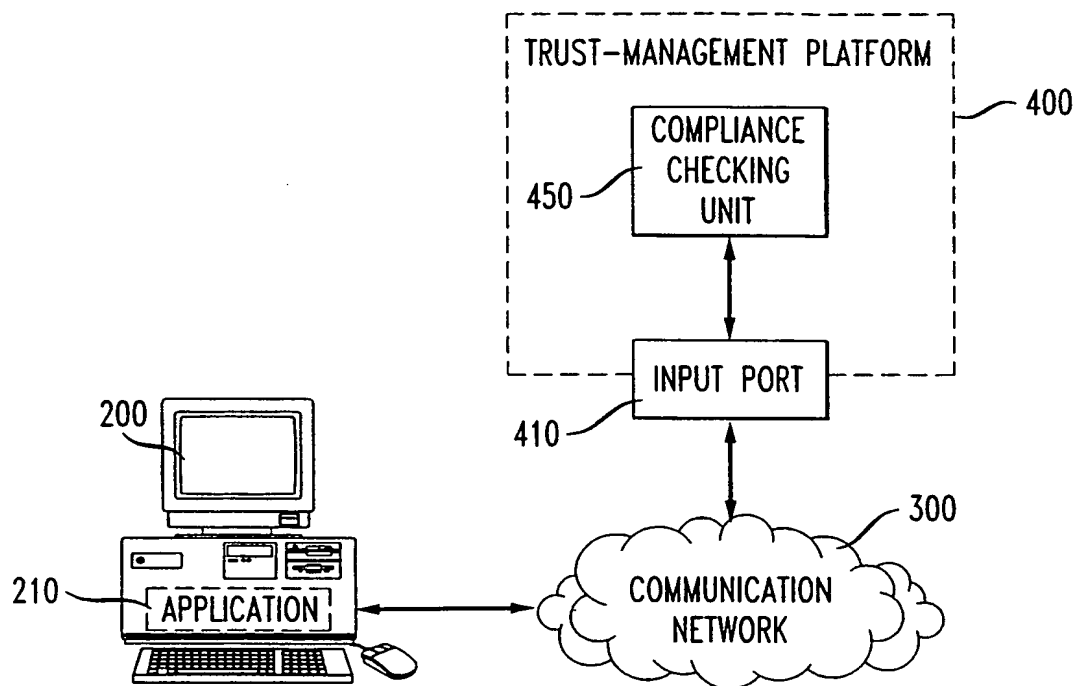 TRUST-MANAGEMENT PLATFORM
400
COMPLIANCE
CHECKING
UNIT
450
INPUT PORT
410
200
300
210
APPLICATION
COMMUNICATION
NETWORK